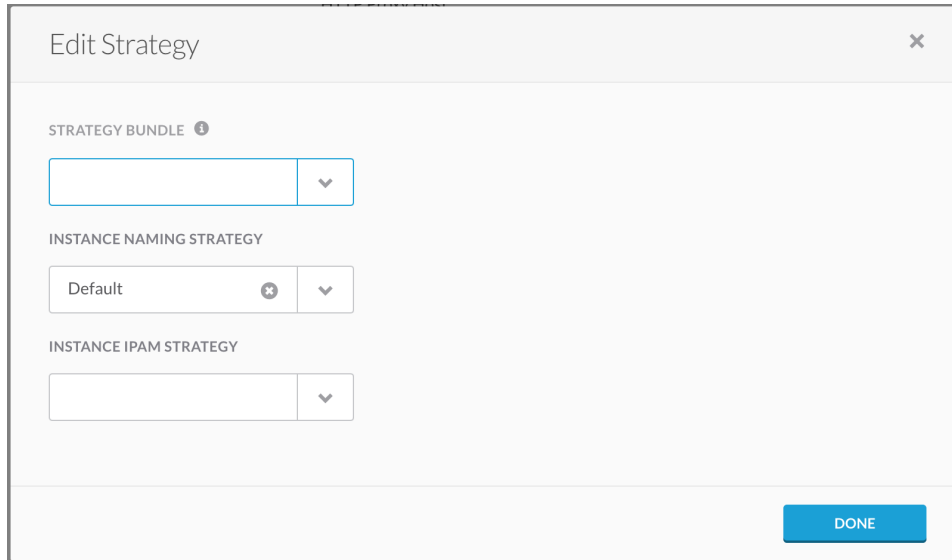 Edit Strategy
STRATEGY BUNDLE
INSTANCE NAMING STRATEGY
Default
INSTANCE IPAM STRATEGY
DONE